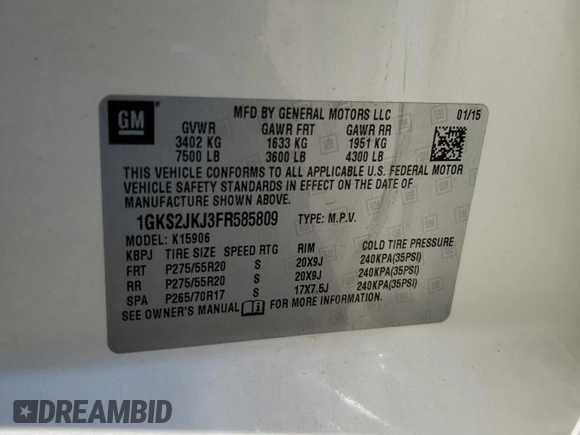 GM
MFD BY GENERAL MOTORS LLC 01/15
GVWR GAWR FRT GAWR RR
3402 KG 1633 KG 1951 KG
7500 LB 3600 LB 4300 LB
THIS VEHICLE CONFORMS TO ALL APPLICABLE U.S. FEDERAL MOTOR
VEHICLE SAFETY STANDARDS IN EFFECT ON THE DATE OF
MANUFACTURE SHOWN ABOVE.
1GKS2JKJ3FR585809 TYPE: M.P.V.
MODEL: K15906
KBPJ TIRE SIZE SPEED RTG RIM COLD TIRE PRESSURE
FRT P275/55R20 S 20X9J 240KPA(35PSI)
RR P275/55R20 S 20X9J 240KPA(35PSI)
SPA P265/70R17 S 17X7.5J 240KPA(35PSI)
SEE OWNER'S MANUAL FOR MORE INFORMATION.
DREAMBID